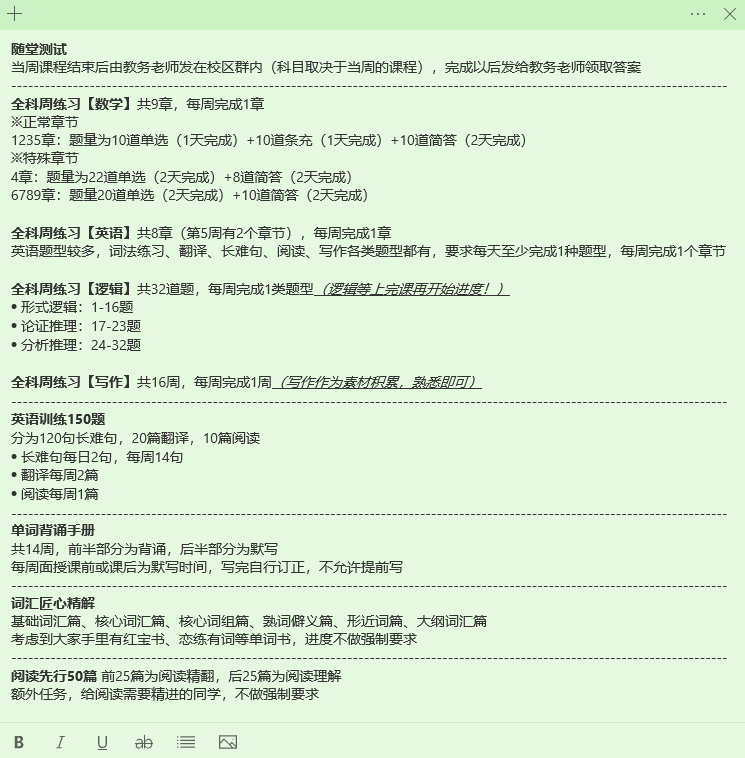 随堂测试
当周课程结束后由教务老师发在校区群内（科目取决于当周的课程），完成以后发给教务老师领取答案
全科周练习【数学】共9章，每周完成1章
※正常章节
1235章：题量为10道单选（1天完成）+10道条充（1天完成）+10道简答（2天完成）
※特殊章节
4章：题量为22道单选（2天完成）+8道简答（2天完成）
6789章：题量20道单选（2天完成）+10道简答（2天完成）
全科周练习【英语】共8章（第5周有2个章节），每周完成1章
英语题型较多，词法练习、翻译、长难句、阅读、写作各类题型都有，要求每天至少完成1种题型，每周完成1个章节
全科周练习【逻辑】共32道题，每周完成1类题型（逻辑等上完课再开始进度！）
• 形式逻辑：1-16题
• 论证推理：17-23题
• 分析推理：24-32题
全科周练习【写作】共16周，每周完成1周（写作作为素材积累，熟悉即可）
英语训练150题
分为120句长难句，20篇翻译，10篇阅读
• 长难句每日2句，每周14句
• 翻译每周2篇
• 阅读每周1篇
单词背诵手册
共14周，前半部分为背诵，后半部分为默写
每周面授课前或课后为默写时间，写完自行订正，不允许提前写
词汇匠心精解
基础词汇篇、核心词汇篇、核心词组篇、熟词僻义篇、形近词篇、大纲词汇篇
考虑到大家手里有红宝书、恋练有词等单词书，进度不做强制要求
阅读先行50篇 前25篇为阅读精翻，后25篇为阅读理解
额外任务，给阅读需要精进的同学，不做强制要求
B I U ab